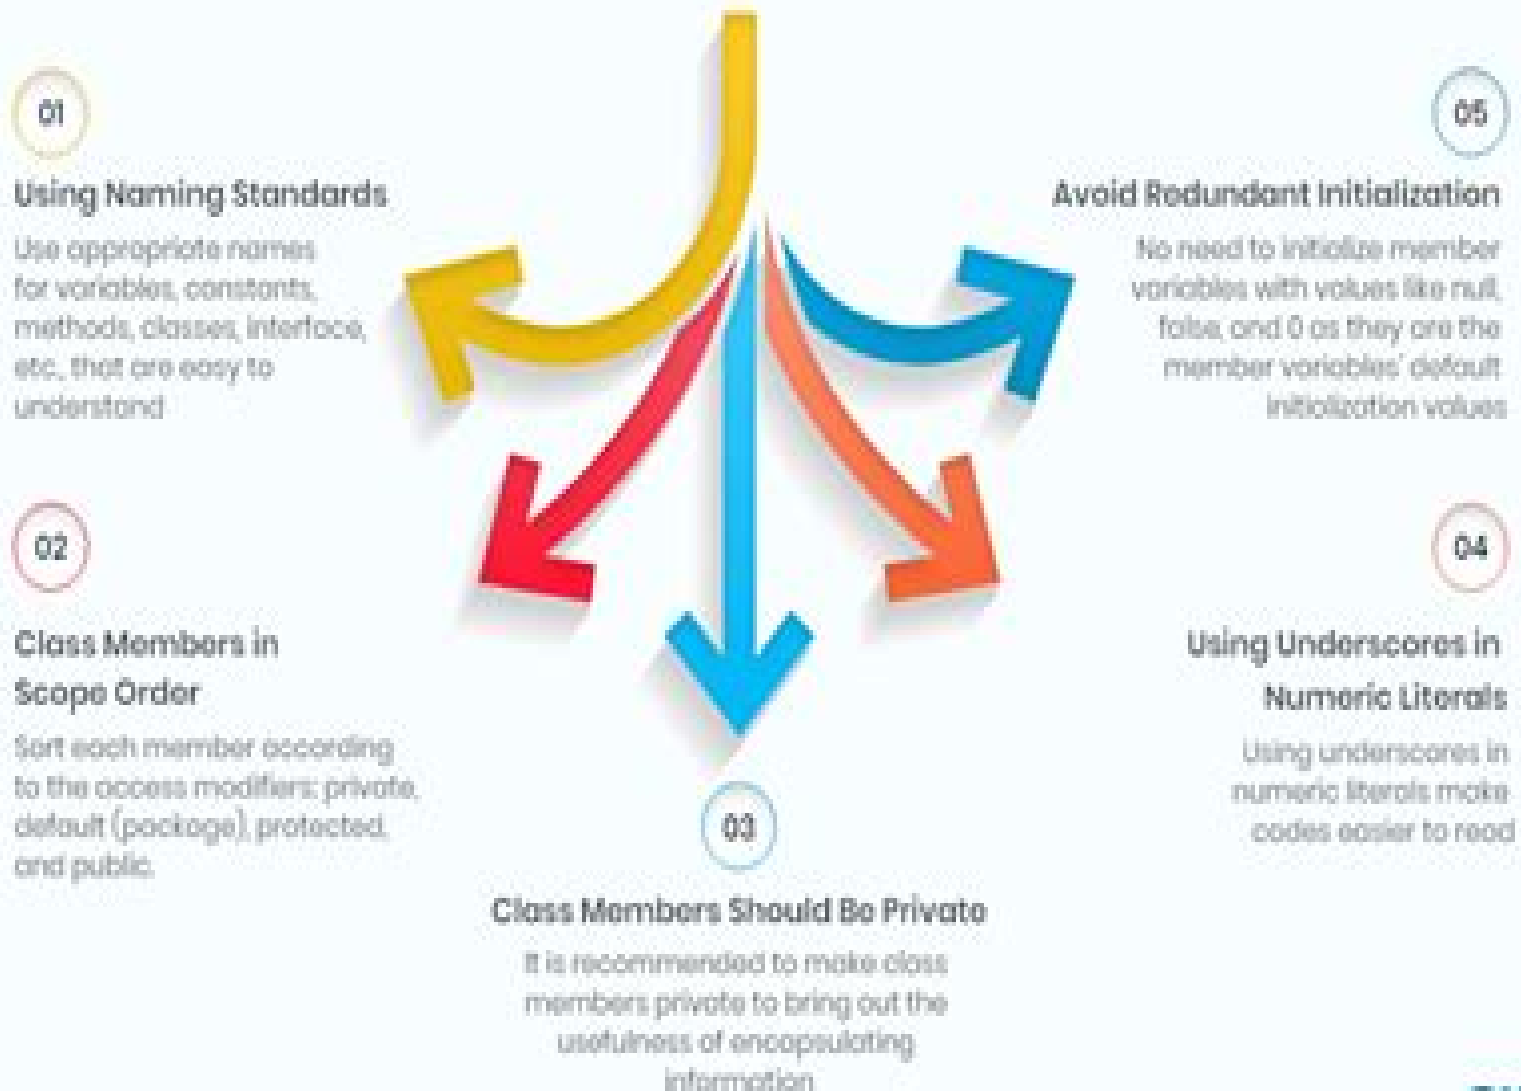 01
Using Naming Standards
Use appropriate names
for variables, constants,
methods, classes, interface,
etc., that are easy to
understand
02
Class Members in
Scope Order
Sort each member according
to the access modifiers: private,
default (package), protected,
and public.
03
Class Members Should Be Private
It is recommended to make class
members private to bring out the
usefulness of encapsulating
information
04
Using Underscores in
Numeric Literals
Using underscores in
numeric literals make
codes easier to read
05
Avoid Redundant Initialization
No need to initialize member
variables with values like null,
false, and 0 as they are the
member variables' default
initialization values